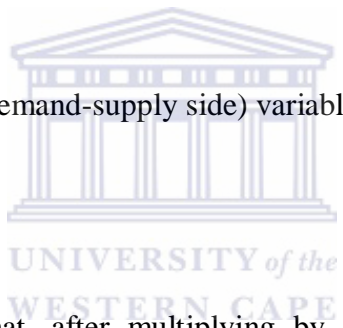 emand-supply side) variabl
UNIVERSITY of the
WESTERN CAPE
at, after multiplying by